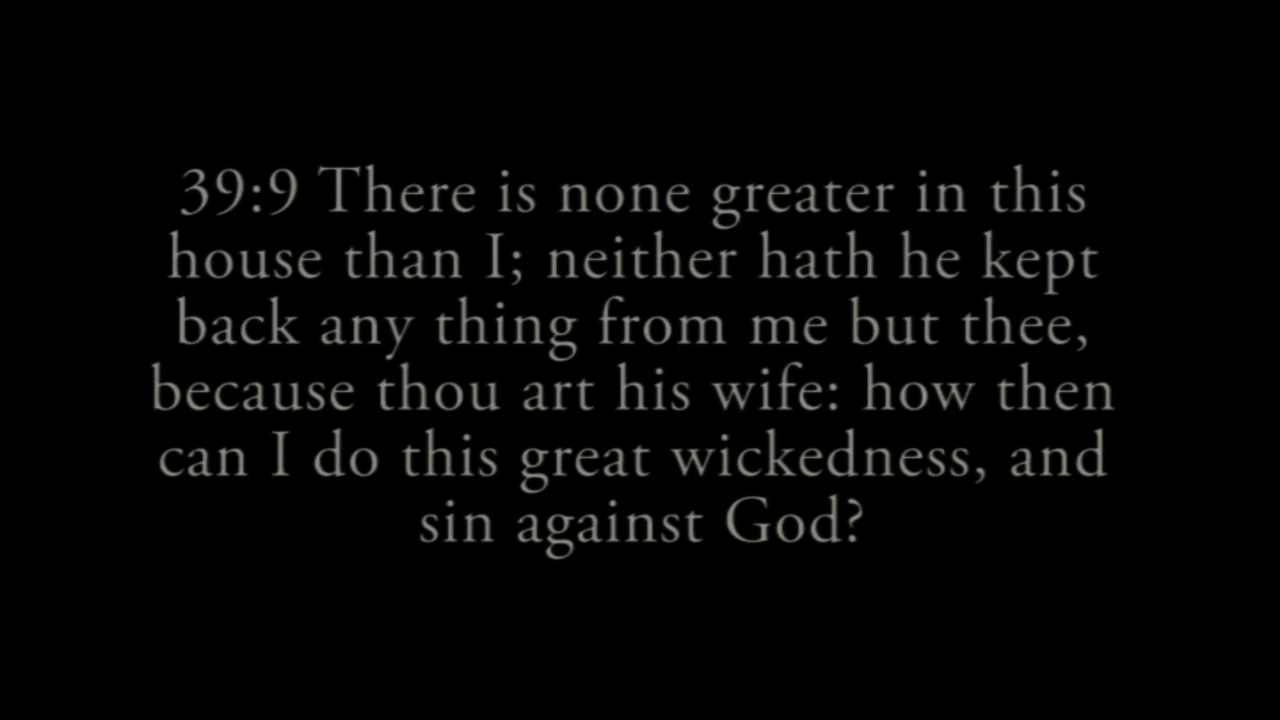 39:9 There is none greater in this
house than I; neither hath he kept
back any thing from me but thee,
because thou art his wife: how then
can I do this great wickedness, and
sin against God?